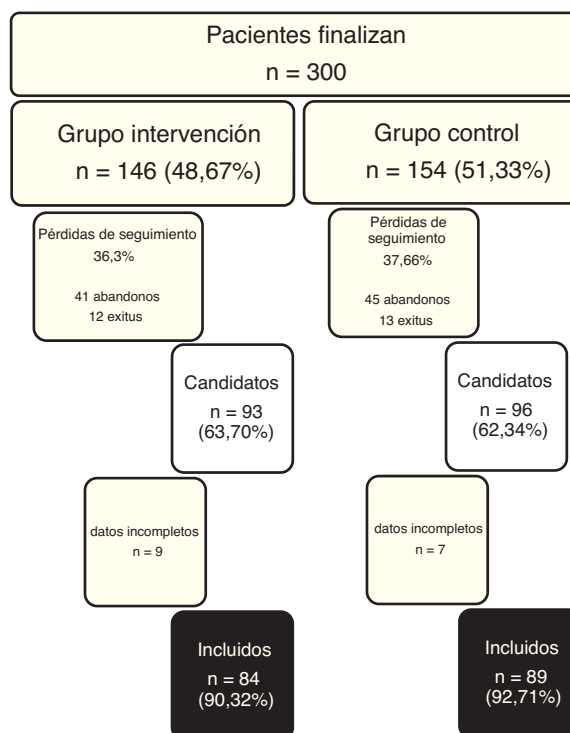 Pacientes finalizan
n = 300
Grupo intervención
n = 146 (48,67%)
Grupo control
n = 154 (51,33%)
Pérdidas de seguimiento
36,3%
41 abandonos
12 exitus
Pérdidas de
seguimiento
37,66%
45 abandonos
13 exitus
Candidatos
n = 93
(63,70%)
Candidatos
n = 96
(62,34%)
datos incompletos
n = 9
datos incompletos
n = 7
Incluidos
n = 84
(90,32%)
Incluidos
n = 89
(92,71%)